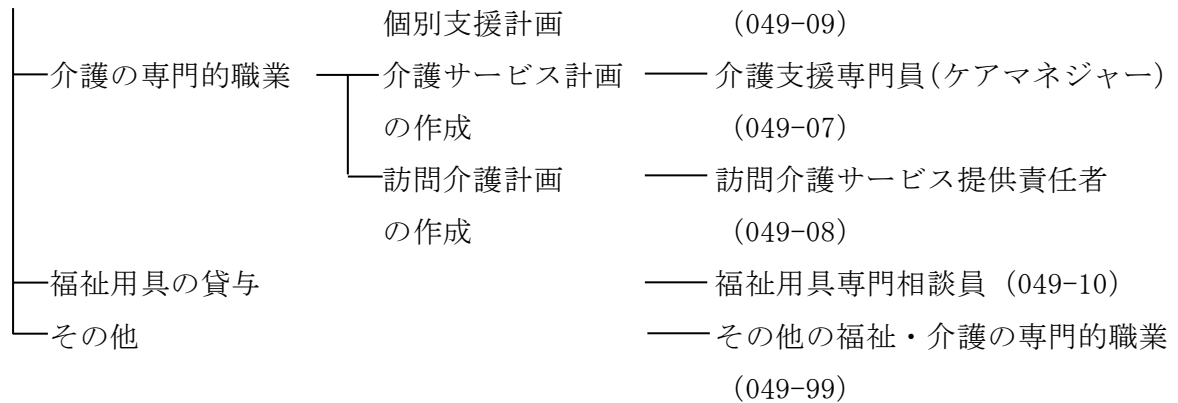 個別支援計画 (049-09)
介護の専門的職業 介護サービス計画 介護支援専門員(ケアマネジャー)
の作成 (049-07)
訪問介護計画 訪問介護サービス提供責任者
の作成 (049-08)
福祉用具の貸与 福祉用具専門相談員 (049-10)
その他 その他の福祉・介護の専門的職業
(049-99)